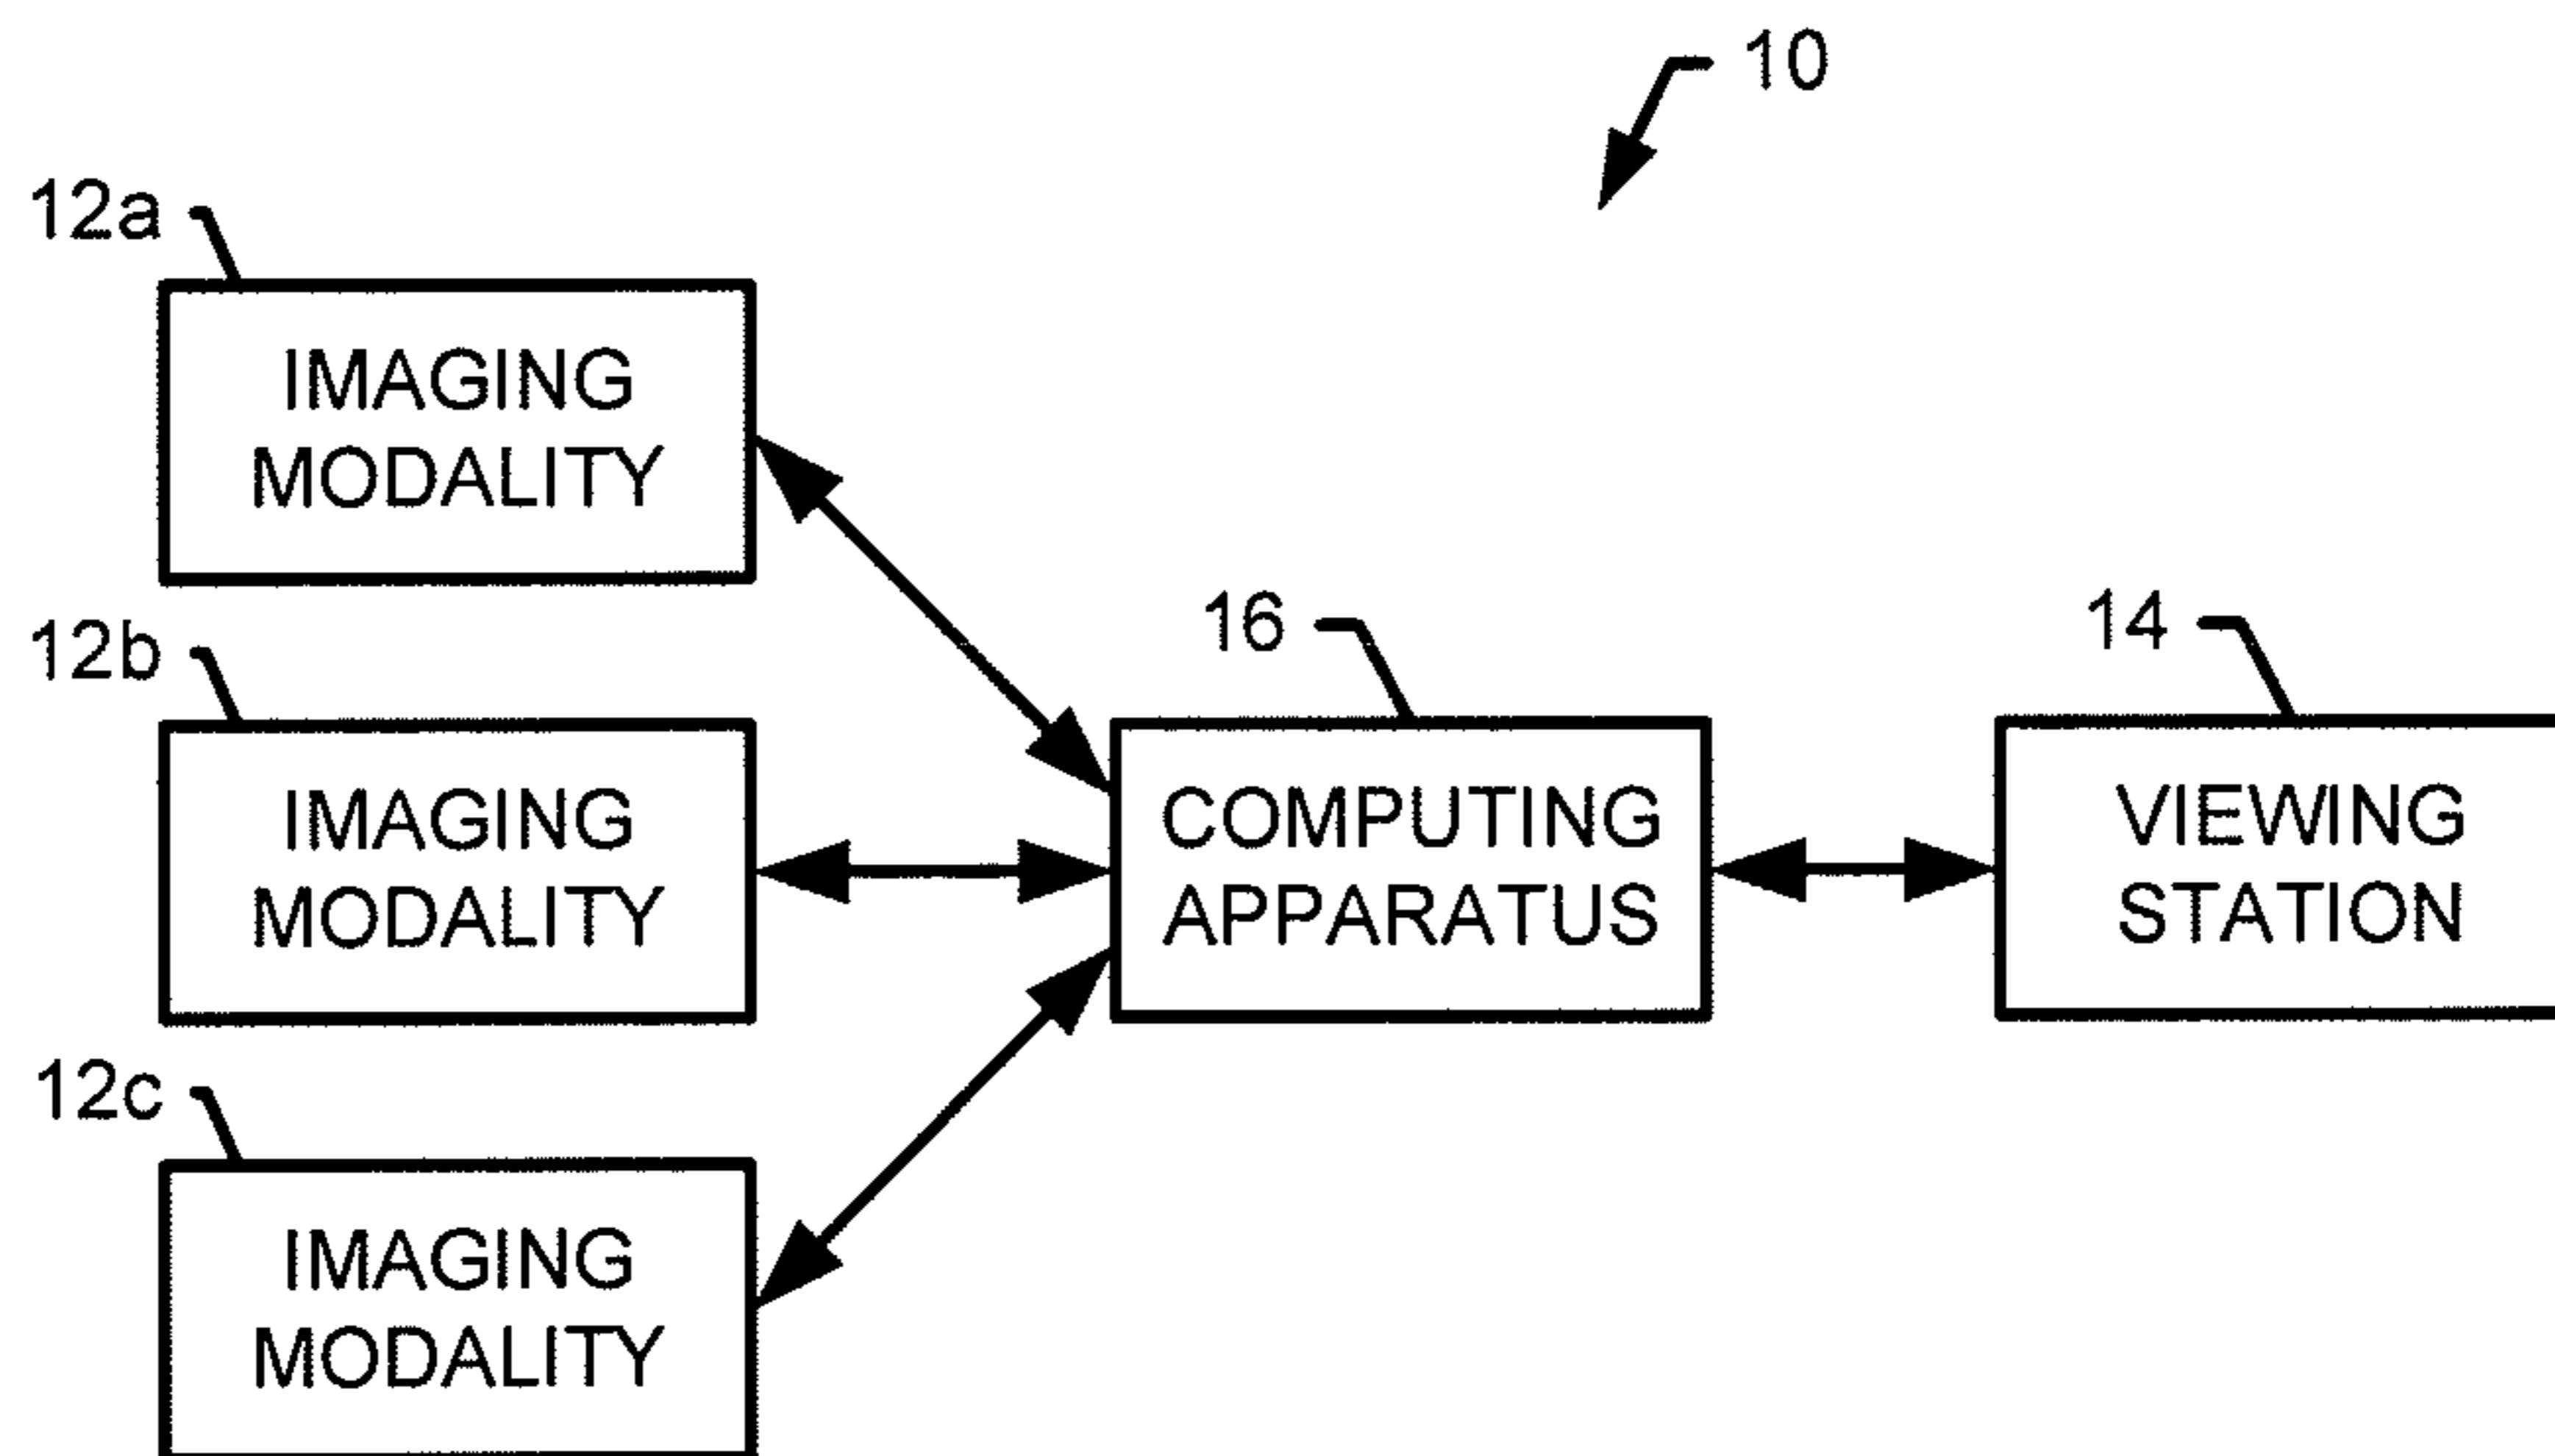 10
12a
IMAGING
MODALITY
12b
IMAGING
MODALITY
16
COMPUTING
APPARATUS
14
VIEWING
STATION
12c
IMAGING
MODALITY